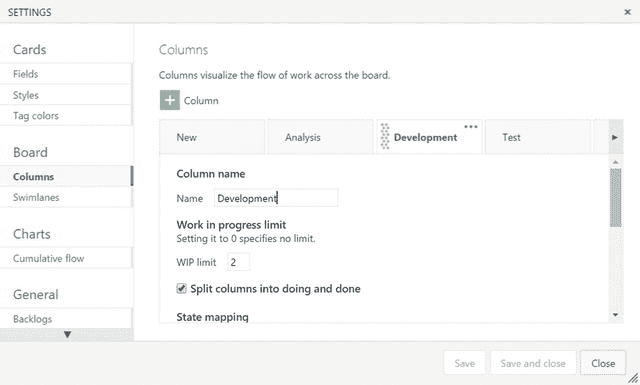 SETTINGS
Cards
Fields
Styles
Tag colors
Board
Columns
Swimlanes
Charts
Cumulative flow
General
Backlogs
Columns
Columns visualize the flow of work across the board.
Column
New Analysis Development Test
Column name
Name Development
Work in progress limit
Setting it to 0 specifies no limit.
WIP limit 2
Split columns into doing and done
State mapping
Save Save and close Close